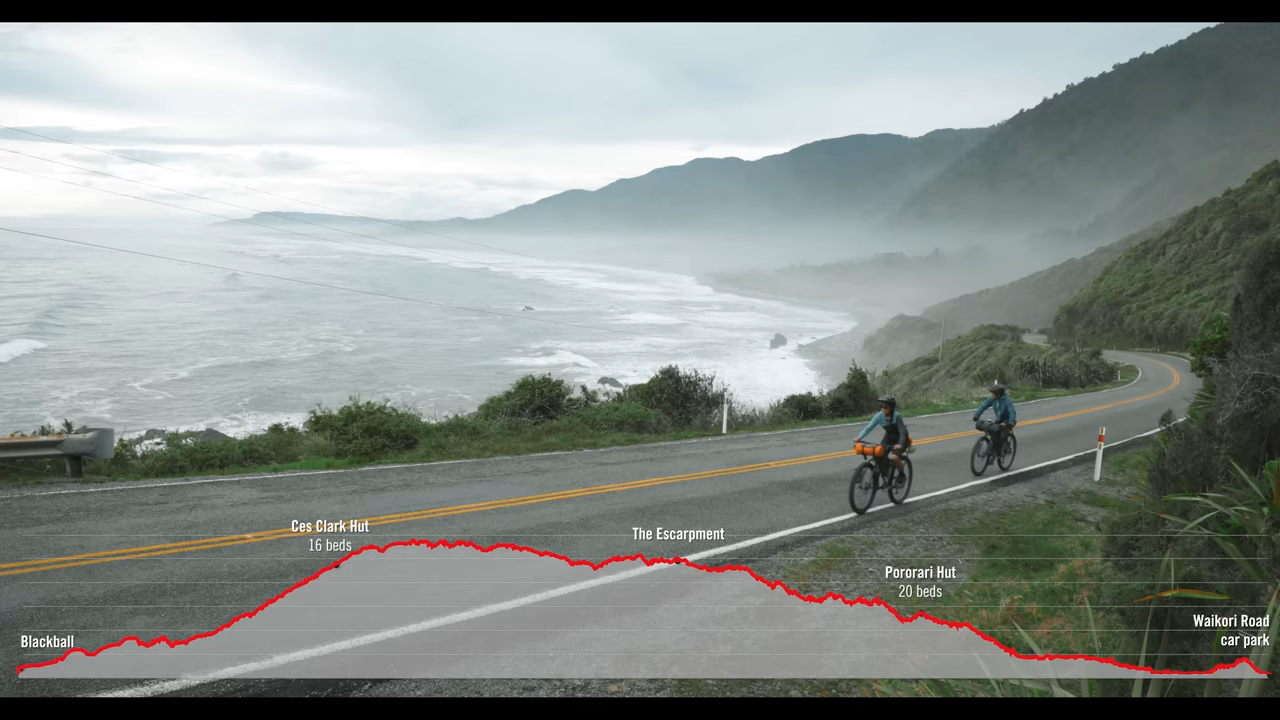 Ces Clark Hut
16 beds
The Escarpment
Pororari Hut
20 beds
Blackball
Waikori Road
car park